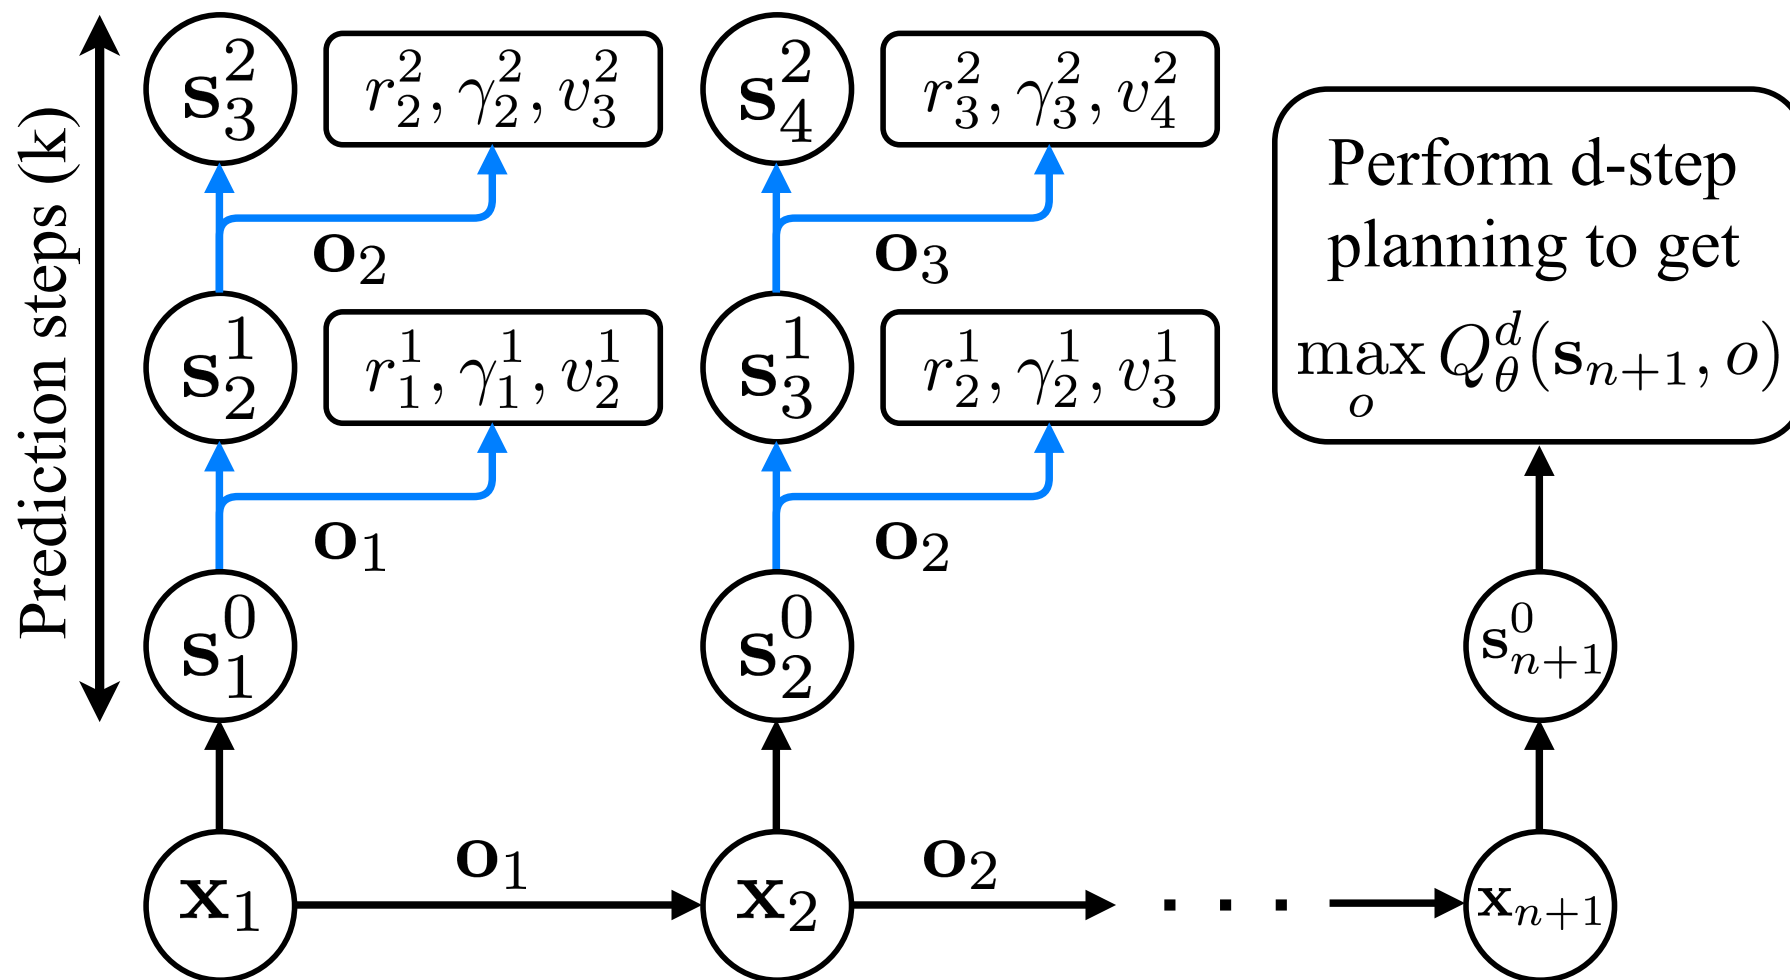 Prediction steps (k)
s_3^2
r_2^2, γ_2^2, v_3^2
s_4^2
r_3^2, γ_3^2, v_4^2
o_2
o_3
s_2^1
r_1^1, γ_1^1, v_2^1
s_3^1
r_2^1, γ_2^1, v_3^1
o_1
o_2
s_1^0
s_2^0
Perform d-step
planning to get
max_o Q_θ^d(s_{n+1}, o)
s_{n+1}^0
x_1
o_1
x_2
o_2
. . .
x_{n+1}